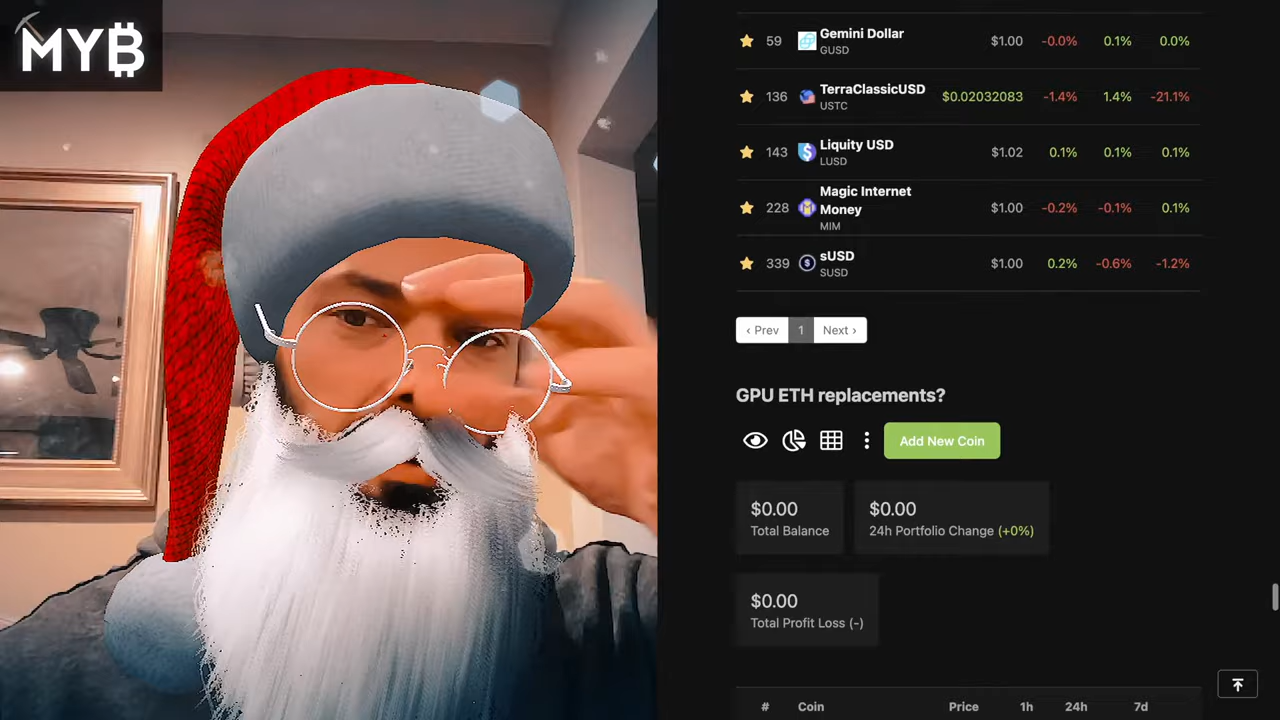 MYB
59 Gemini Dollar $1.00 -0.0% 0.1% 0.0%
GUSD
136 TerraClassicUSD $0.02032083 -1.4% 1.4% -21.1%
USTC
143 Liquity USD $1.02 0.1% 0.1% 0.1%
LUSD
Magic Internet
228 Money $1.00 -0.2% -0.1% 0.1%
MIM
339 sUSD $1.00 0.2% -0.6% -1.2%
SUSD
‹ Prev 1 Next ›
GPU ETH replacements?
Add New Coin
$0.00 $0.00
Total Balance 24h Portfolio Change (+0%)
$0.00
Total Profit Loss (-)
# Coin Price 1h 24h 7d